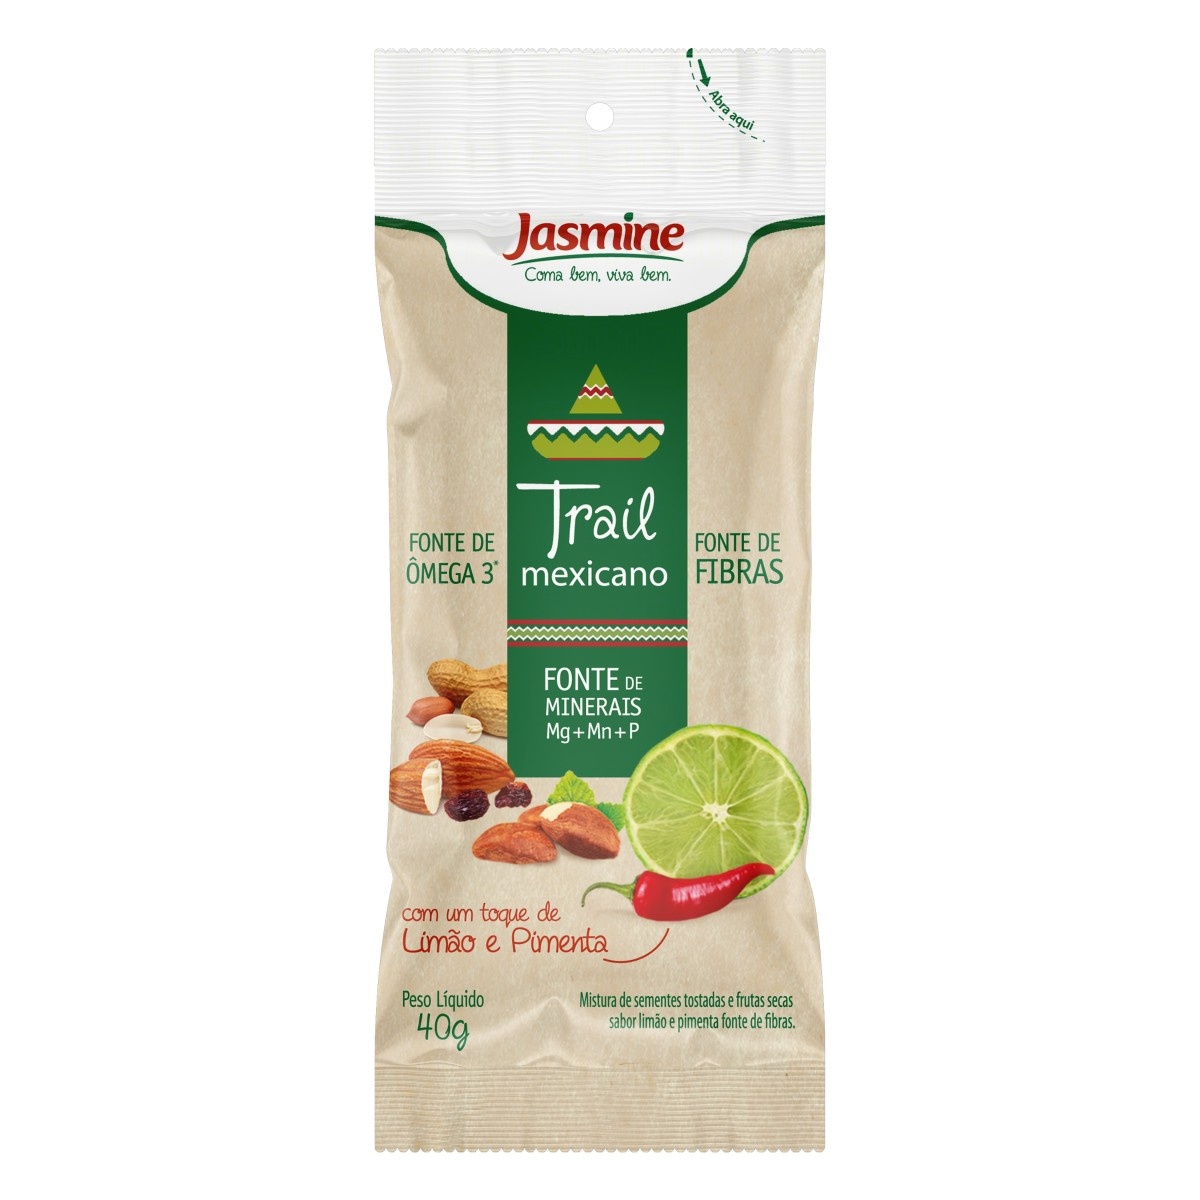 Abra aqui
Jasmine
Coma bem, viva bem.
Trail
mexicano
FONTE DE
ÔMEGA 3*
FONTE DE
FIBRAS
FONTE DE
MINERAIS
Mg+Mn+P
com um toque de
Limão e Pimenta
Peso Líquido
40g
Mistura de sementes tostadas e frutas secas
sabor limão e pimenta fonte de fibras.